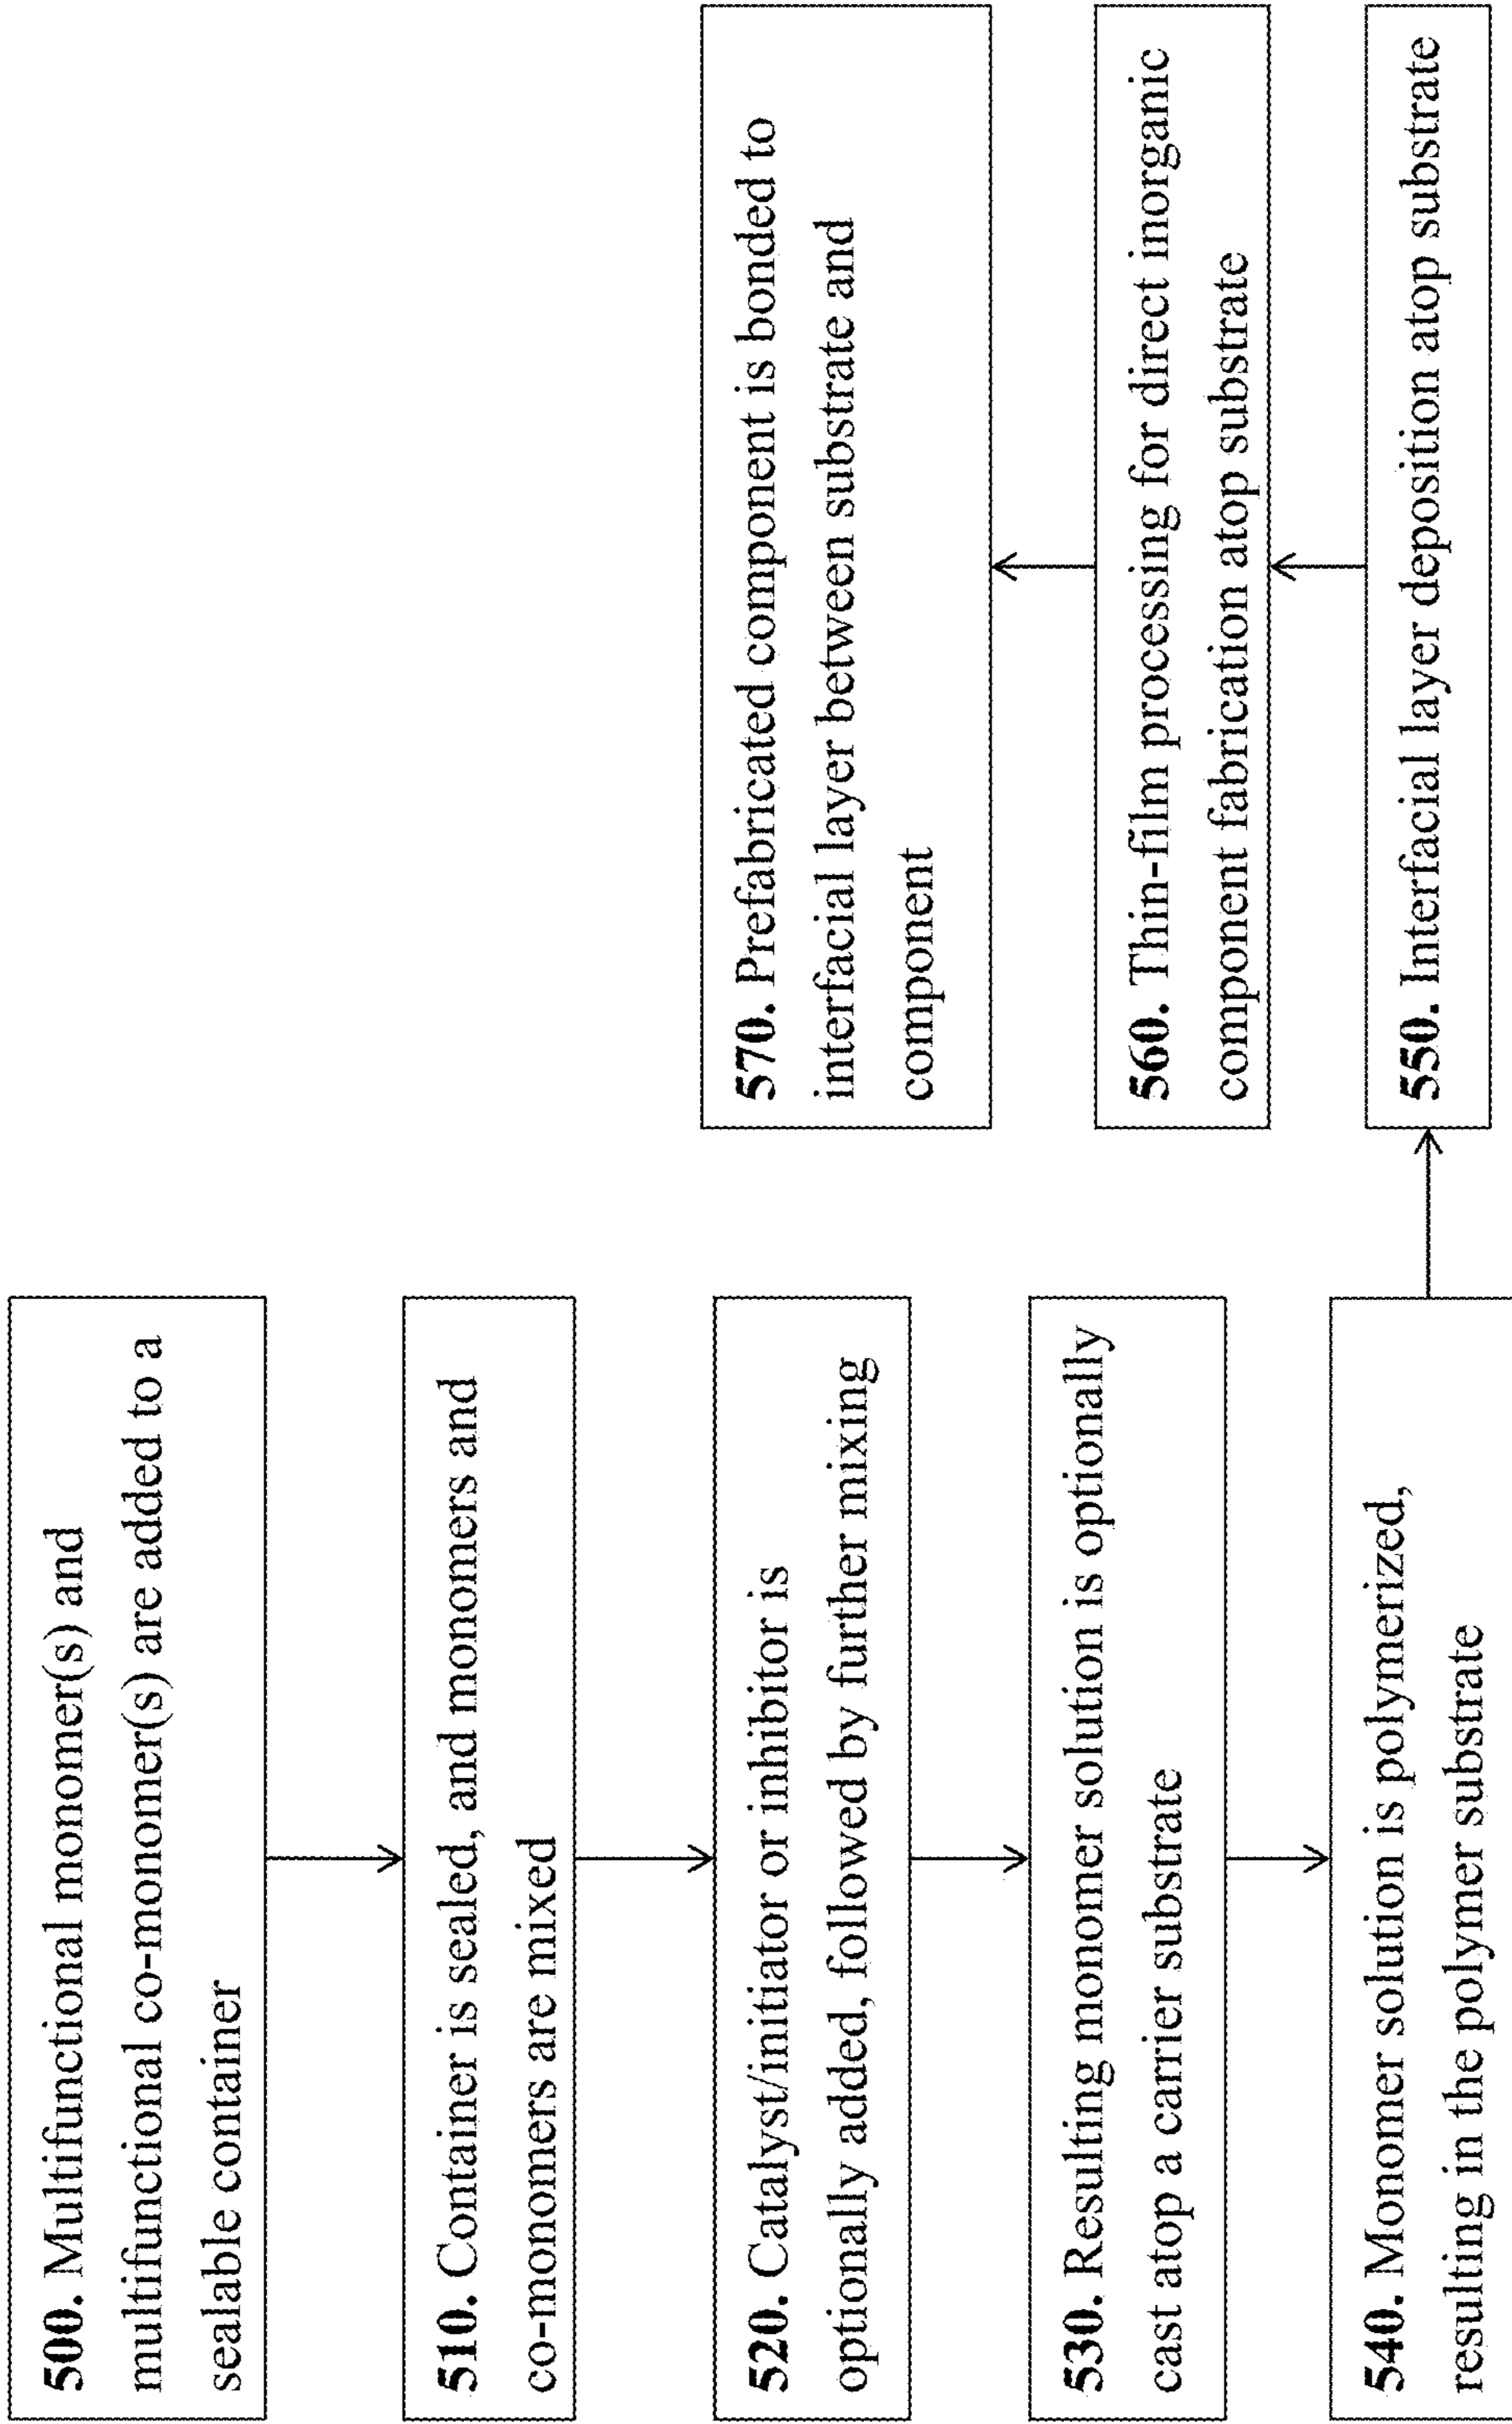 500. Multifunctional monomer(s) and
multifunctional co-monomer(s) are added to a
sealable container
510. Container is sealed, and monomers and
co-monomers are mixed
520. Catalyst/initiator or inhibitor is
optionally added, followed by further mixing
530. Resulting monomer solution is optionally
cast atop a carrier substrate
540. Monomer solution is polymerized,
resulting in the polymer substrate
550. Interfacial layer deposition atop substrate
560. Thin-film processing for direct inorganic
component fabrication atop substrate
570. Prefabricated component is bonded to
interfacial layer between substrate and
component